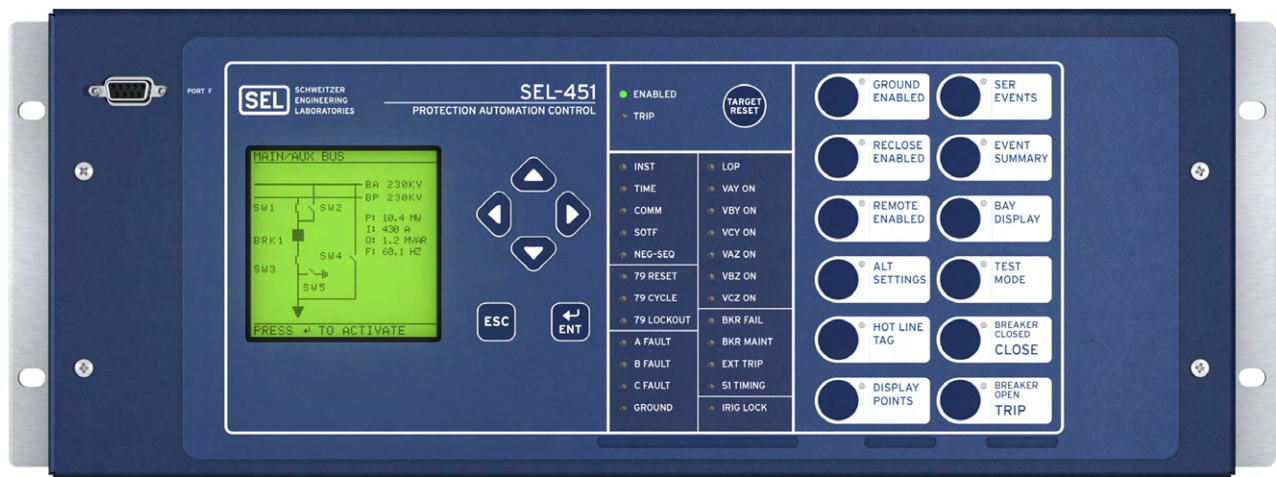 PORT F
SEL
SCHWEITZER
ENGINEERING
LABORATORIES
SEL-451
PROTECTION AUTOMATION CONTROL
MAIN/AUX BUS
BA 230KV
BP 230KV
SW1
SW2
P: 10.4 MW
I: 430 A
Q: 1.2 MVAR
F: 60.1 HZ
BRK1
SW4
SW3
SW5
PRESS ↵ TO ACTIVATE
ESC
ENT
ENABLED
TRIP
TARGET
RESET
INST
TIME
COMM
SOTF
NEG-SEQ
79 RESET
79 CYCLE
79 LOCKOUT
A FAULT
B FAULT
C FAULT
GROUND
LOP
VAY ON
VBY ON
VCY ON
VAZ ON
VBZ ON
VCZ ON
BKR FAIL
BKR MAINT
EXT TRIP
51 TIMING
IRIG LOCK
GROUND
ENABLED
SER
EVENTS
RECLOSE
ENABLED
EVENT
SUMMARY
REMOTE
ENABLED
BAY
DISPLAY
ALT
SETTINGS
TEST
MODE
HOT LINE
TAG
BREAKER
CLOSED
CLOSE
DISPLAY
POINTS
BREAKER
OPEN
TRIP